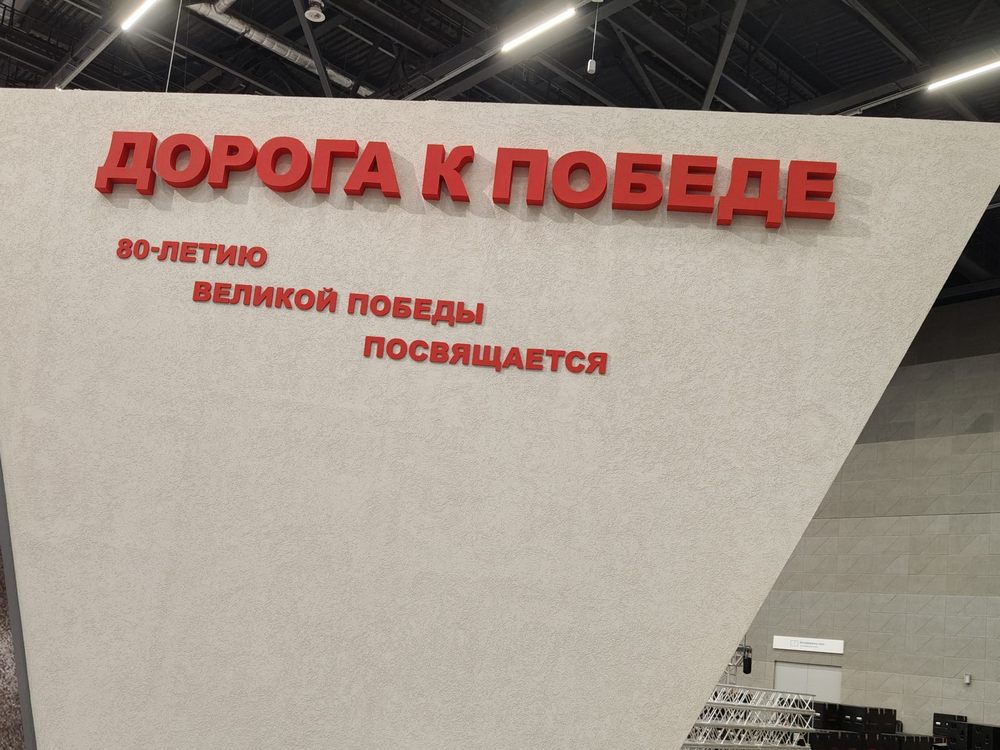 ДОРОГА К ПОБЕДЕ
80-ЛЕТИЮ
ВЕЛИКОЙ ПОБЕДЫ
ПОСВЯЩАЕТСЯ